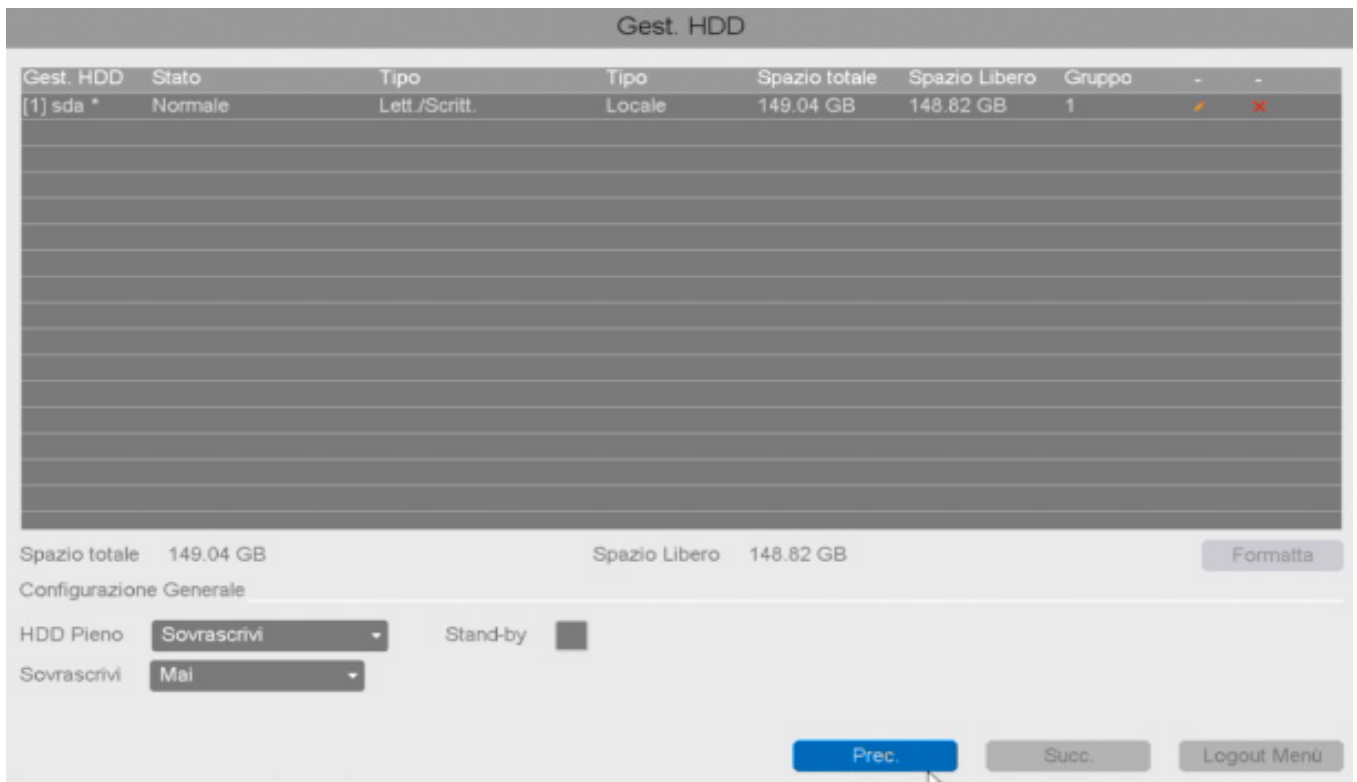 Gest. HDD
Gest. HDD Stato Tipo Tipo Spazio totale Spazio Libero Gruppo - -
[1] sda * Normale Lett./Scritt. Locale 149.04 GB 148.82 GB 1
Spazio totale 149.04 GB Spazio Libero 148.82 GB Formatta
Configurazione Generale
HDD Pieno Sovrascrivi Stand-by
Sovrascrivi Mai
Prec. Succ. Logout Menù